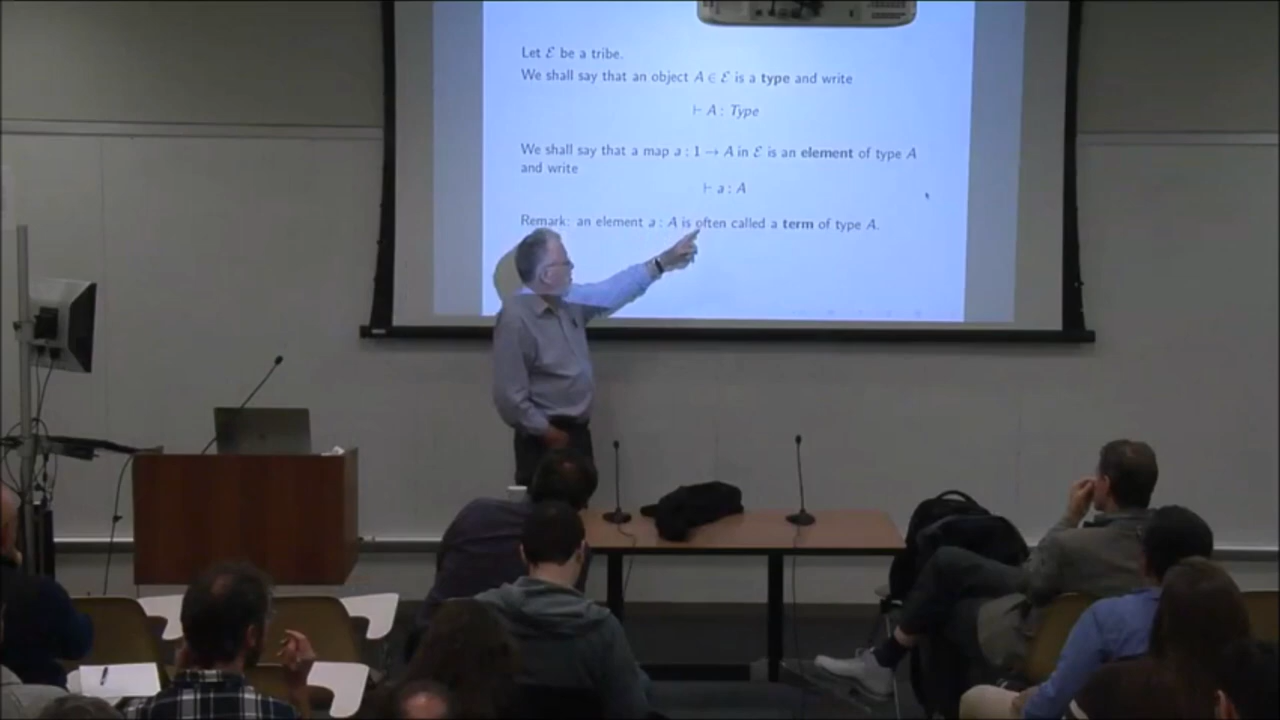 Let ℰ be a tribe.
We shall say that an object A ∈ ℰ is a type and write
⊢ A : Type
We shall say that a map a : 1 → A in ℰ is an element of type A
and write
⊢ a : A
Remark: an element a : A is often called a term of type A.